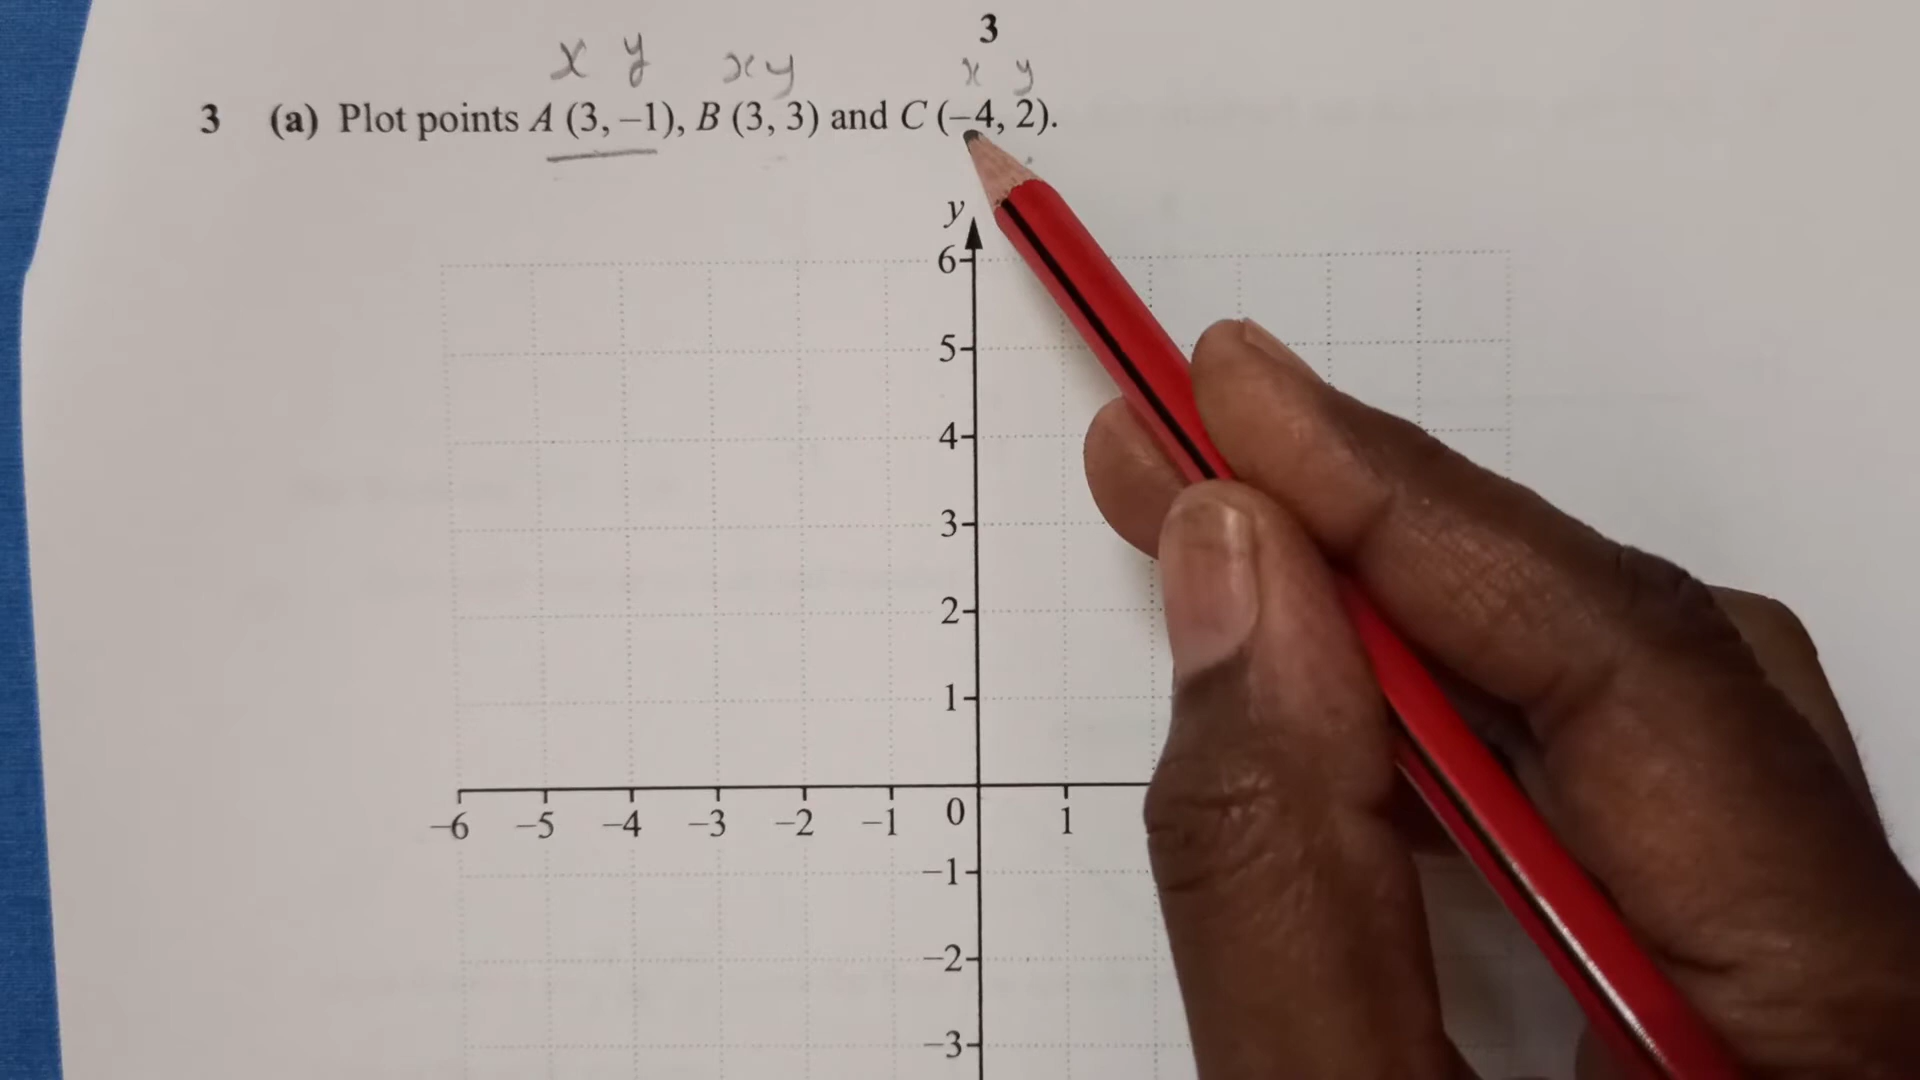 3
x y x y x y
3 (a) Plot points A (3, –1), B (3, 3) and C (–4, 2).
y
6
5
4
3
2
1
–6 –5 –4 –3 –2 –1 0 1
–1
–2
–3